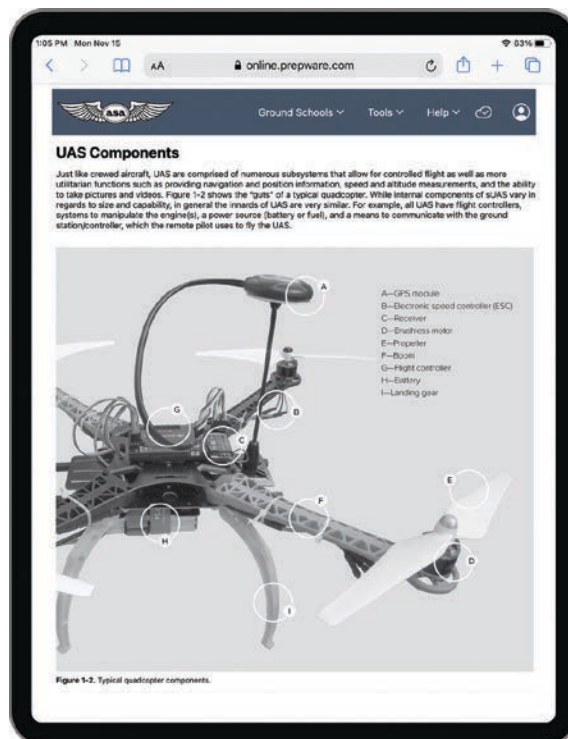 1:05 PM Mon Nov 15
63%
AA
online.prepware.com
ASA
Ground Schools
Tools
Help
UAS Components
Just like crewed aircraft, UAS are comprised of numerous subsystems that allow for controlled flight as well as more
utilitarian functions such as providing navigation and position information, speed and altitude measurements, and the ability
to take pictures and videos. Figure 1-2 shows the "guts" of a typical quadcopter. While internal components of sUAS vary in
regards to size and capability, in general the innards of UAS are very similar. For example, all UAS have flight controllers,
systems to manipulate the engine(s), a power source (battery or fuel), and a means to communicate with the ground
station/controller, which the remote pilot uses to fly the UAS.
A—GPS module
B—Electronic speed controller (ESC)
C—Receiver
D—Brushless motor
E—Propeller
F—Boom
G—Flight controller
H—Battery
I—Landing gear
A
B
G
C
E
F
H
D
I
Figure 1-2. Typical quadcopter components.